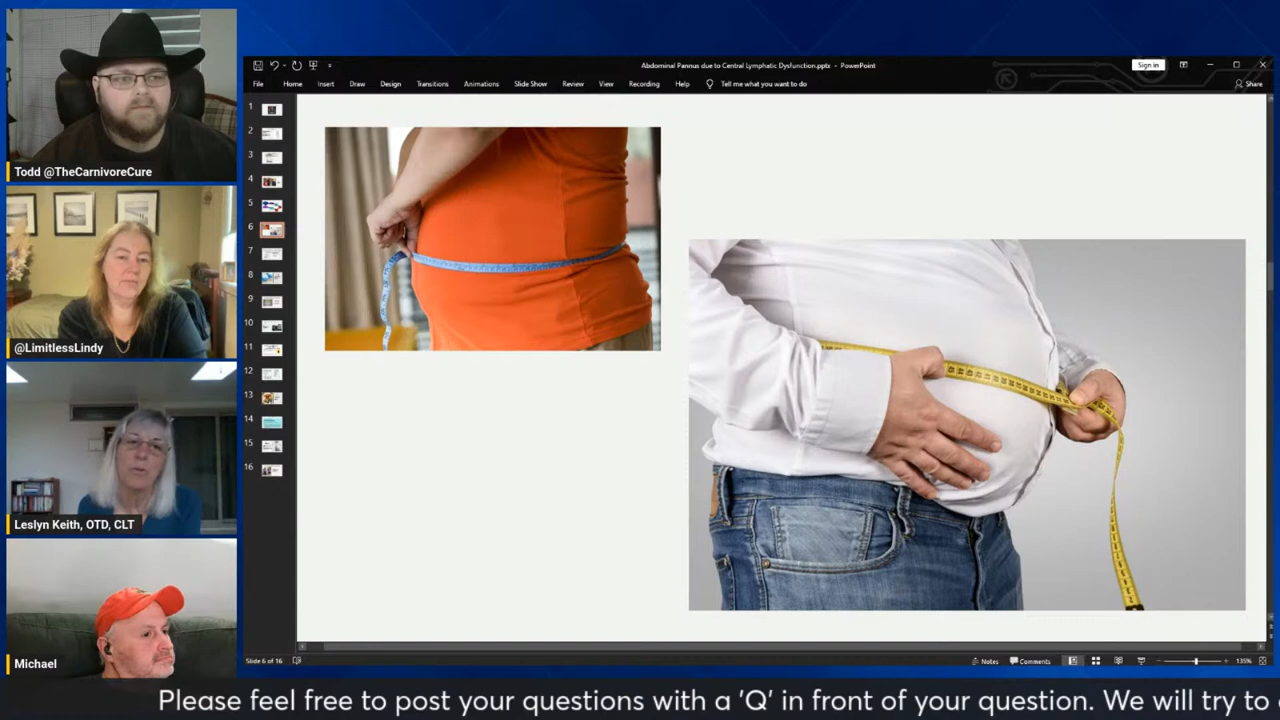 Todd @TheCarnivoreCure
@LimitlessLindy
Leslyn Keith, OTD, CLT
Michael
Abdominal Pannus due to Central Lymphatic Dysfunction.pptx - PowerPoint
Sign in
File Home Insert Draw Design Transitions Animations Slide Show Review View Recording Help Tell me what you want to do
Share
1
2
3
4
5
6
7
8
9
10
11
12
13
14
15
16
Slide 6 of 16
Notes
Comments
135%
Please feel free to post your questions with a 'Q' in front of your question. We will try to